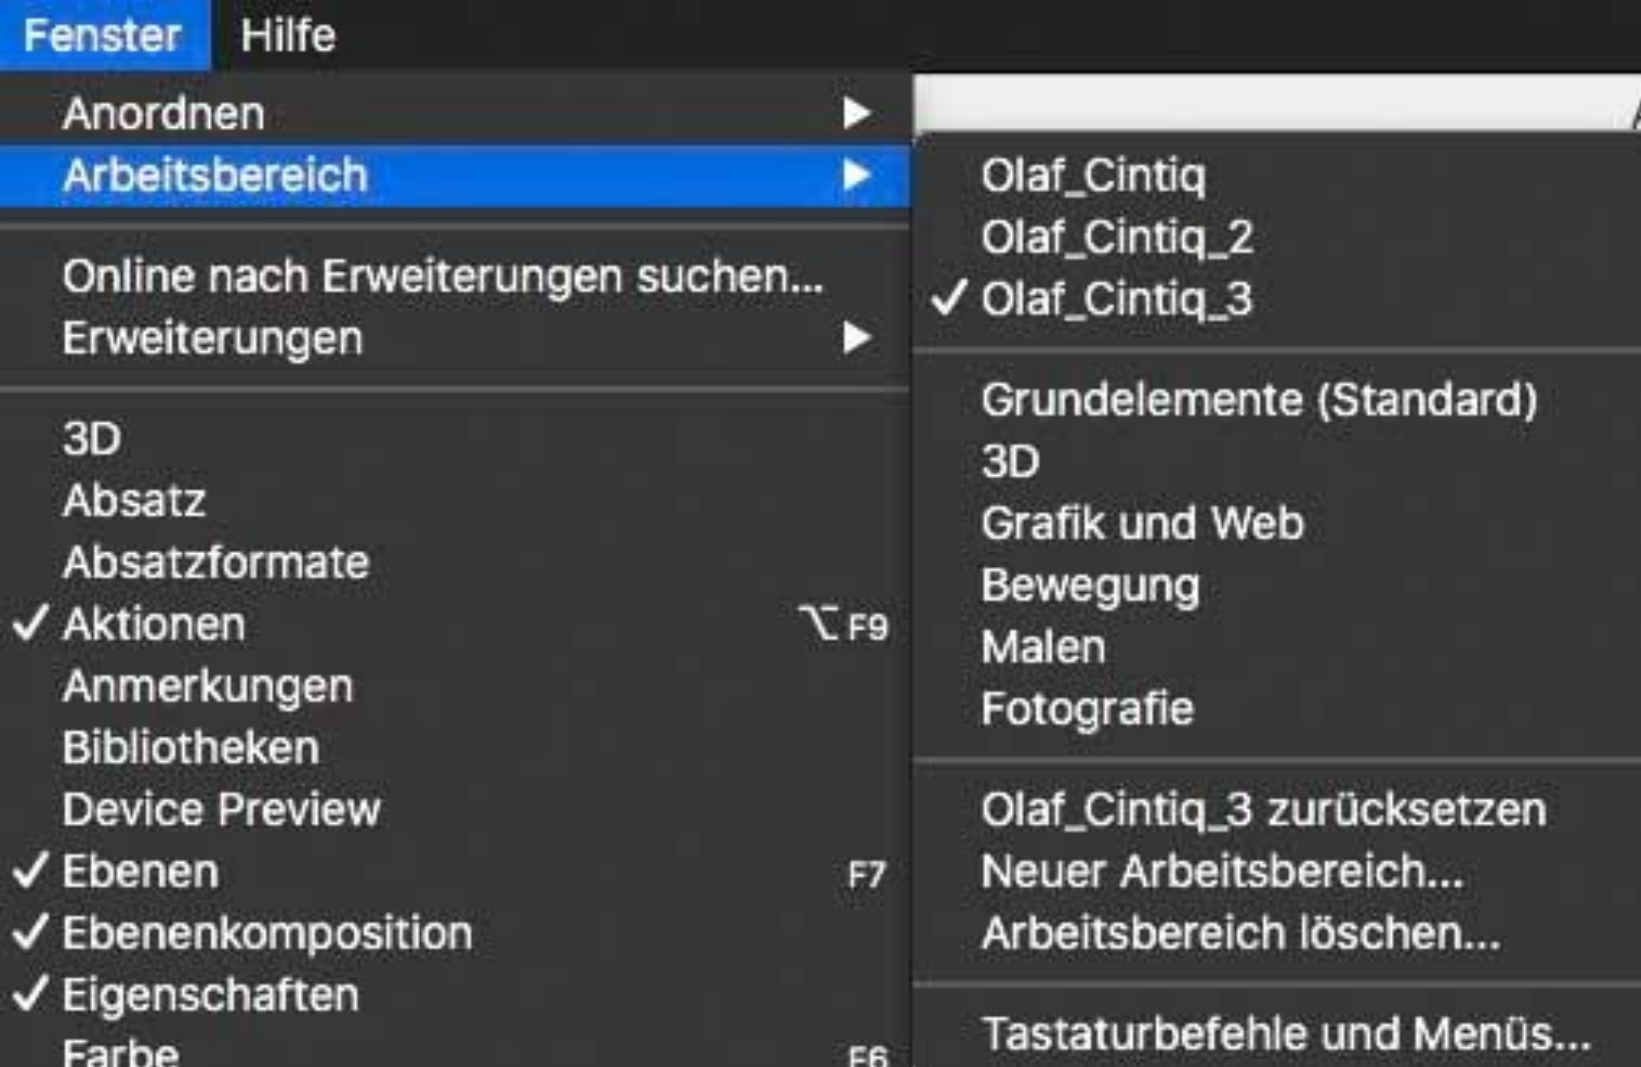 Fenster Hilfe
Anordnen ▶
Arbeitsbereich ▶
Online nach Erweiterungen suchen...
Erweiterungen ▶
3D
Absatz
Absatzformate
✓ Aktionen ⌥ F9
Anmerkungen
Bibliotheken
Device Preview
✓ Ebenen F7
✓ Ebenenkomposition
✓ Eigenschaften
Farbe F6
Olaf_Cintiq
Olaf_Cintiq_2
✓ Olaf_Cintiq_3
Grundelemente (Standard)
3D
Grafik und Web
Bewegung
Malen
Fotografie
Olaf_Cintiq_3 zurücksetzen
Neuer Arbeitsbereich...
Arbeitsbereich löschen...
Tastaturbefehle und Menüs...